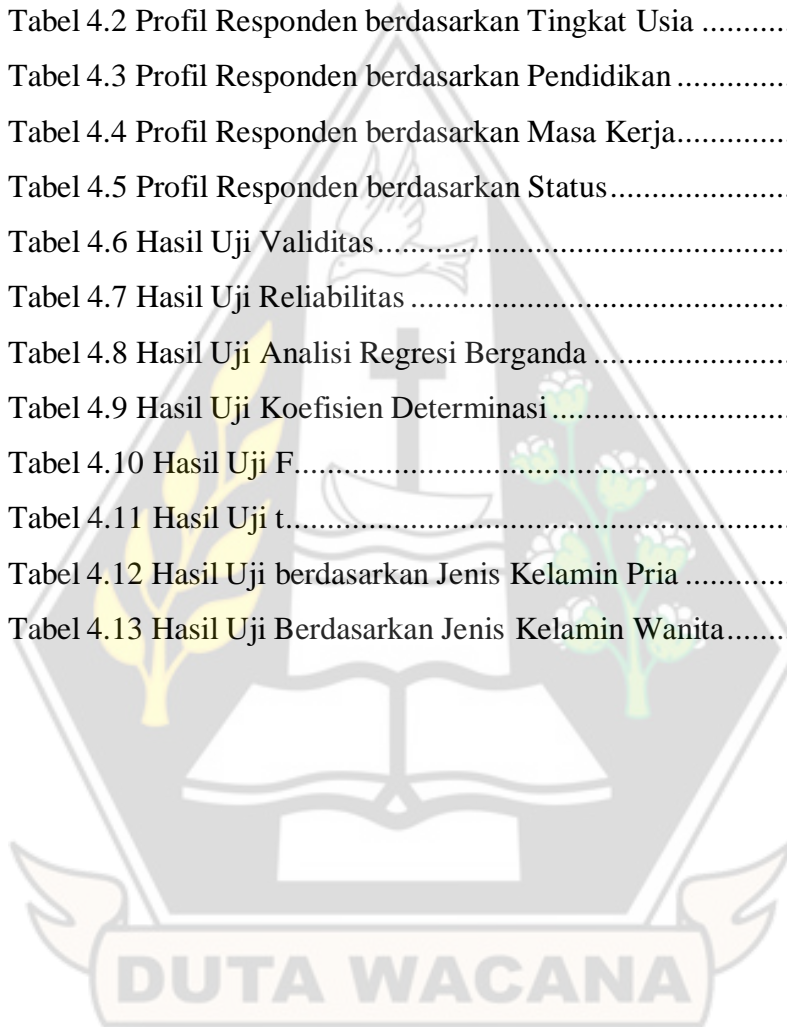 Tabel 4.2 Profil Responden berdasarkan Tingkat Usia ...........
Tabel 4.3 Profil Responden berdasarkan Pendidikan ..............
Tabel 4.4 Profil Responden berdasarkan Masa Kerja..............
Tabel 4.5 Profil Responden berdasarkan Status......................
Tabel 4.6 Hasil Uji Validitas....................................................
Tabel 4.7 Hasil Uji Reliabilitas ................................................
Tabel 4.8 Hasil Uji Analisi Regresi Berganda ........................
Tabel 4.9 Hasil Uji Koefisien Determinasi ..............................
Tabel 4.10 Hasil Uji F..............................................................
Tabel 4.11 Hasil Uji t...............................................................
Tabel 4.12 Hasil Uji berdasarkan Jenis Kelamin Pria .............
Tabel 4.13 Hasil Uji Berdasarkan Jenis Kelamin Wanita........
DUTA WACANA